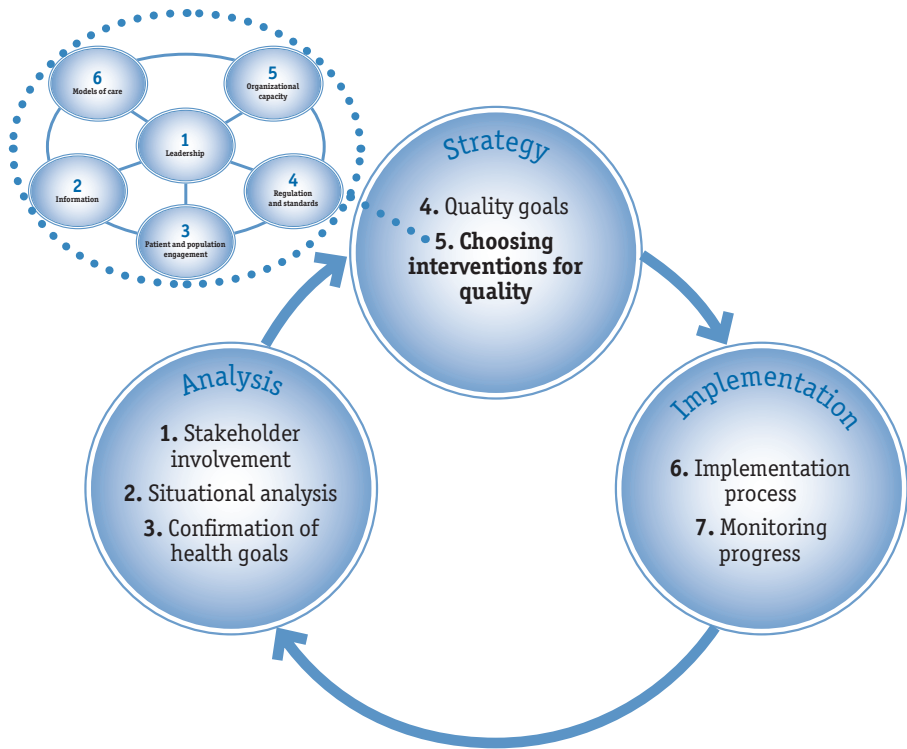 6
Models of care
5
Organizational
capacity
1
Leadership
2
Information
4
Regulation
and standards
3
Patient and population
engagement
Strategy
4. Quality goals
5. Choosing
interventions for
quality
Analysis
1. Stakeholder
involvement
2. Situational analysis
3. Confirmation of
health goals
Implementation
6. Implementation
process
7. Monitoring
progress